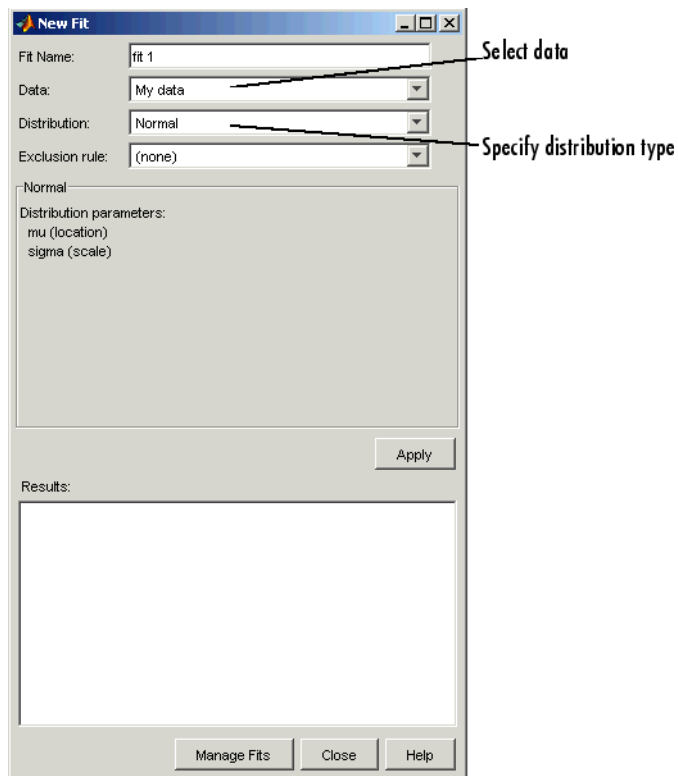 New Fit
Fit Name: fit 1
Select data
Data: My data
Distribution: Normal
Specify distribution type
Exclusion rule: (none)
Normal
Distribution parameters:
mu (location)
sigma (scale)
Apply
Results:
Manage Fits Close Help